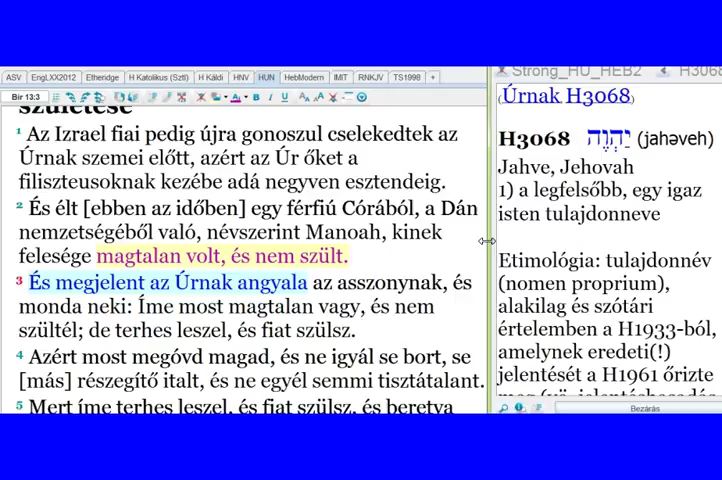 Strong_HU_HEB2 H306
ASV EngLXX2012 Etheridge H Katolikus (SztI) H Káldi HNV HUN HebModern IMIT RNKJV TS1998 +
Bir 13:3
születése
1 Az Izrael fiai pedig újra gonoszul cselekedtek az
Úrnak szemei előtt, azért az Úr őket a
filiszteusoknak kezébe adá negyven esztendeig.
2 És élt [ebben az időben] egy férfiú Córából, a Dán
nemzetségéből való, névszerint Manoah, kinek
felesége magtalan volt, és nem szült.
3 És megjelent az Úrnak angyala az asszonynak, és
monda neki: Íme most magtalan vagy, és nem
szültél; de terhes leszel, és fiat szülsz.
4 Azért most megóvd magad, és ne igyál se bort, se
[más] részegítő italt, és ne egyél semmi tisztátalant.
5 Mert íme terhes leszel, és fiat szülsz, és beretva
(Úrnak H3068)
H3068 יַהְוֶה (jahəveh)
Jahve, Jehovah
1) a legfelsőbb, egy igaz
isten tulajdonneve
Etimológia: tulajdonnév
(nomen proprium),
alakilag és szótári
értelemben a H1933-ból,
amelynek eredeti(!)
jelentését a H1961 őrizte
Bezárás